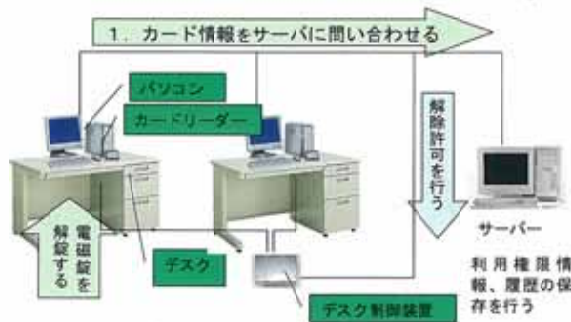 1. カード情報をサーバに問い合わせる
パソコン
カードリーダー
解除許可を行う
サーバー
利用権限情
報、履歴の保
存を行う
電磁錠を
解錠する
デスク
デスク制御装置